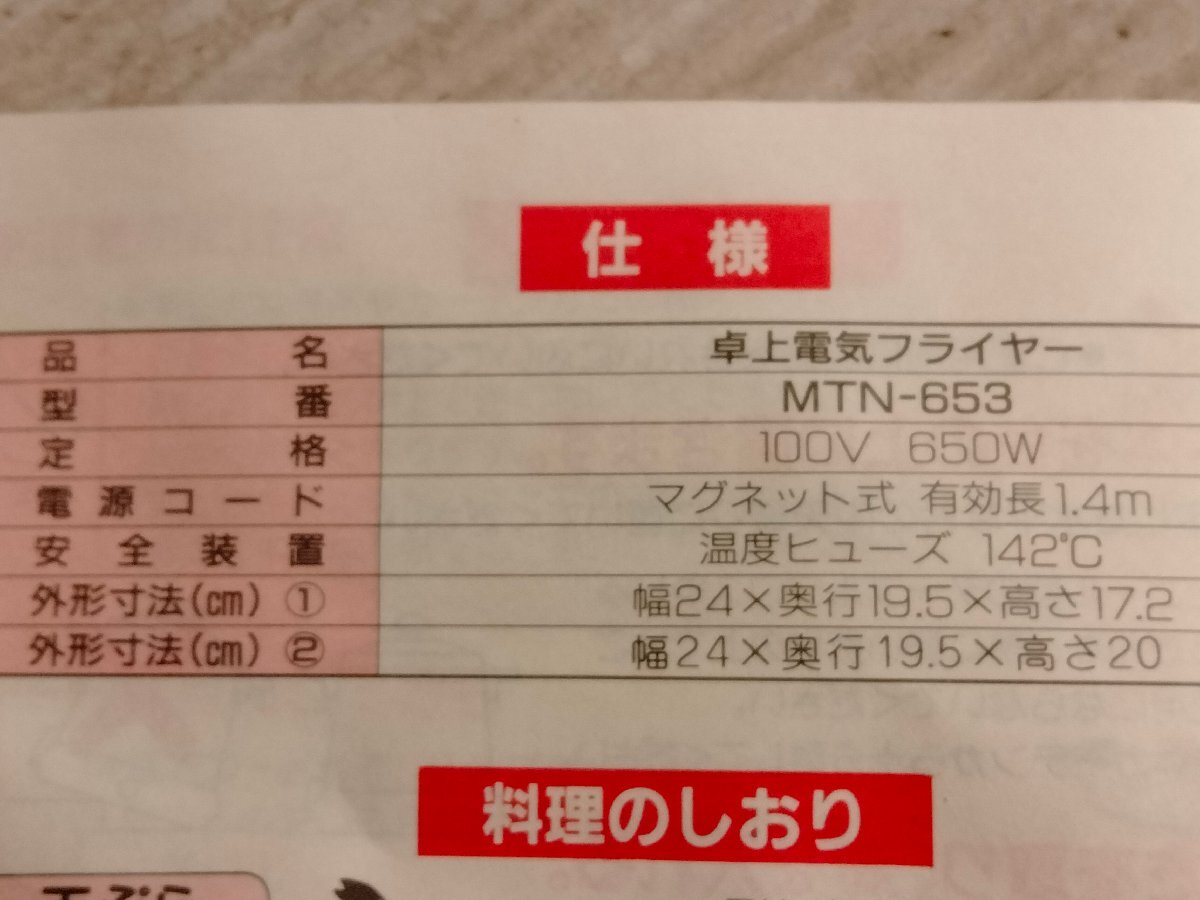 仕様
品名 卓上電気フライヤー
型番 MTN-653
定格 100V 650W
電源コード マグネット式 有効長1.4m
安全装置 温度ヒューズ 142℃
外形寸法(cm) ① 幅24×奥行19.5×高さ17.2
外形寸法(cm) ② 幅24×奥行19.5×高さ20
料理のしおり
天ぷら